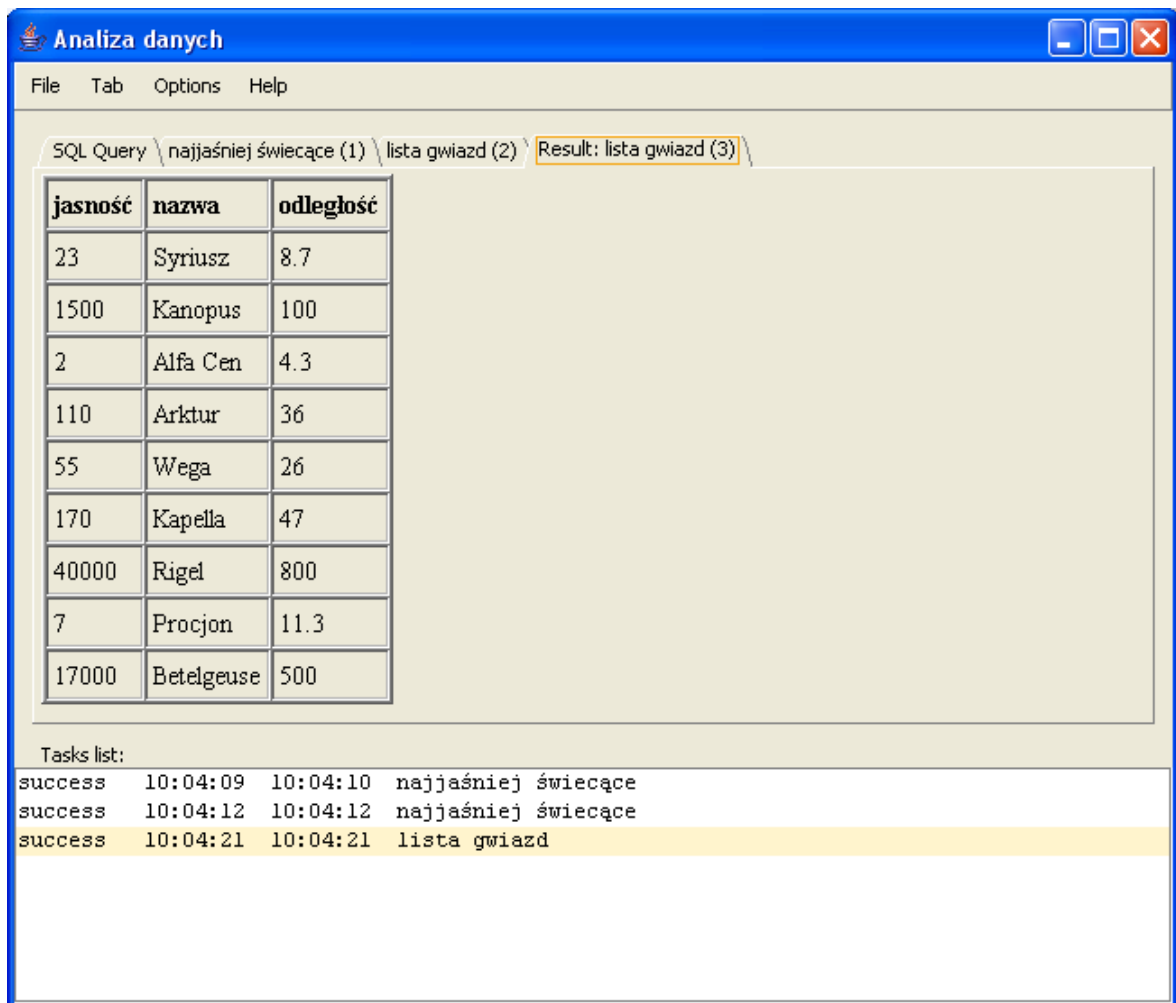 Analiza danych
File Tab Options Help
SQL Query najjaśniej świecące (1) lista gwiazd (2) Result: lista gwiazd (3)
jasność nazwa odległość
23 Syriusz 8.7
1500 Kanopus 100
2 Alfa Cen 4.3
110 Arktur 36
55 Wega 26
170 Kapella 47
40000 Rigel 800
7 Procjon 11.3
17000 Betelgeuse 500
Tasks list:
success 10:04:09 10:04:10 najjaśniej świecące
success 10:04:12 10:04:12 najjaśniej świecące
success 10:04:21 10:04:21 lista gwiazd